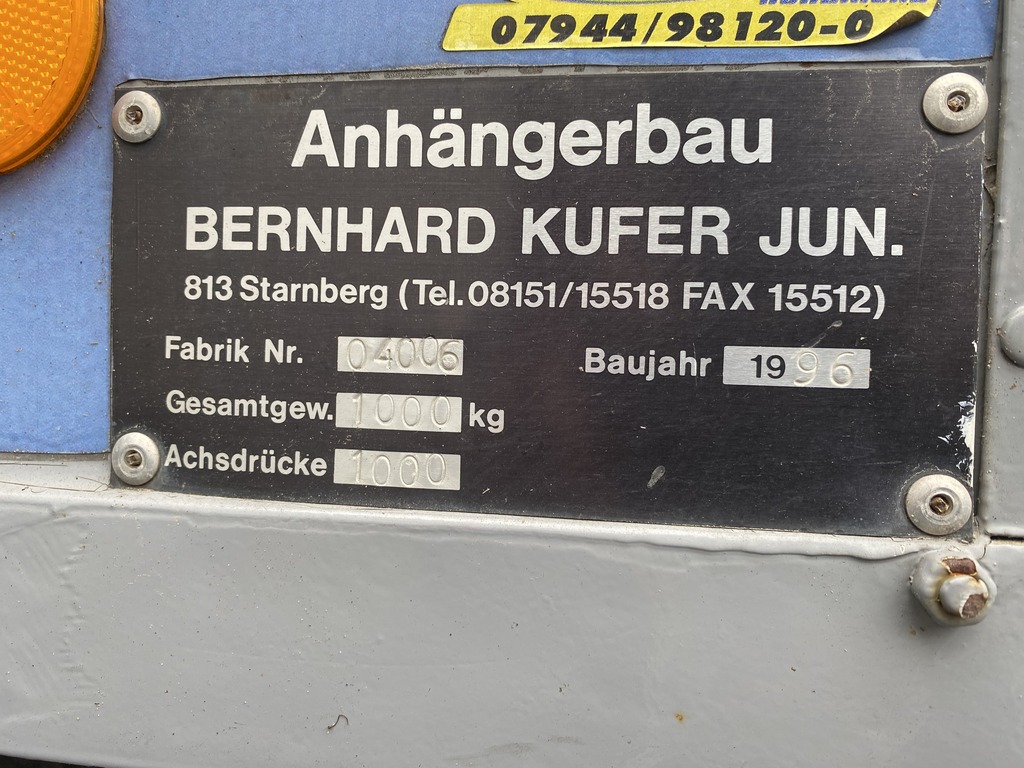 07944/98120-0
Anhängerbau
BERNHARD KUFER JUN.
813 Starnberg (Tel. 08151/15518 FAX 15512)
Fabrik Nr. 04006 Baujahr 1996
Gesamtgew. 1000 kg
Achsdrücke 1000